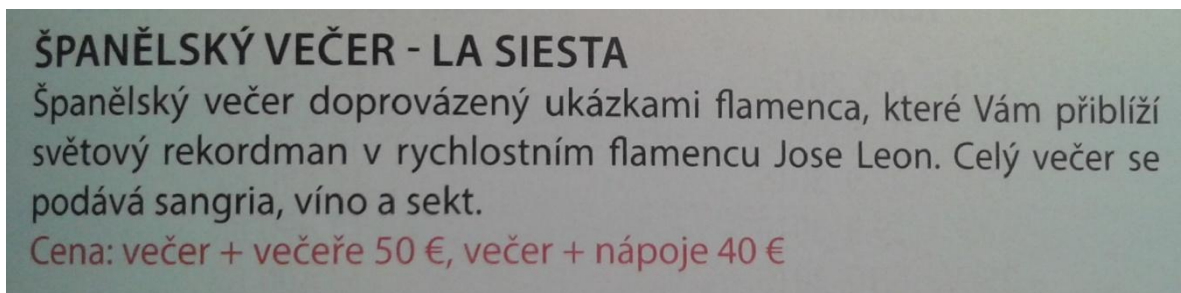 ŠPANĚLSKÝ VEČER - LA SIESTA
Španělský večer doprovázený ukázkami flamenca, které Vám přiblíží
světový rekordman v rychlostním flamencu Jose Leon. Celý večer se
podává sangria, víno a sekt.
Cena: večer + večeře 50 €, večer + nápoje 40 €